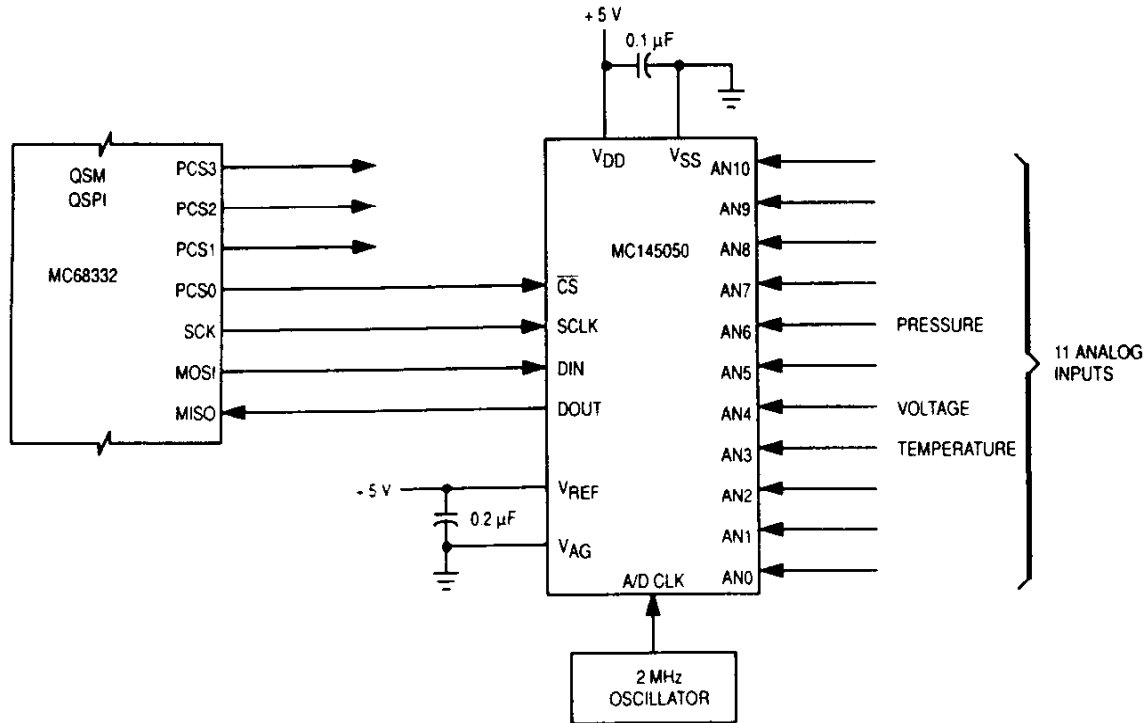 + 5 V
0.1 µF
VDD
VSS
QSM
QSPI
MC68332
PCS3
PCS2
PCS1
PCS0
SCK
MOSI
MISO
MC145050
CS
SCLK
DIN
DOUT
VREF
VAG
A/D CLK
AN10
AN9
AN8
AN7
AN6
AN5
AN4
AN3
AN2
AN1
AN0
PRESSURE
VOLTAGE
TEMPERATURE
11 ANALOG
INPUTS
+ 5 V
0.2 µF
2 MHz
OSCILLATOR